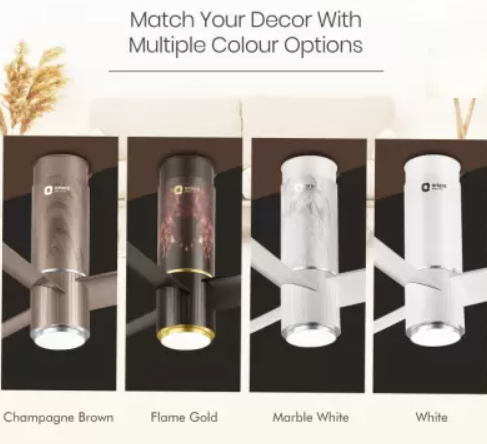 Match Your Decor With
Multiple Colour Options
Champagne Brown
Flame Gold
Marble White
White